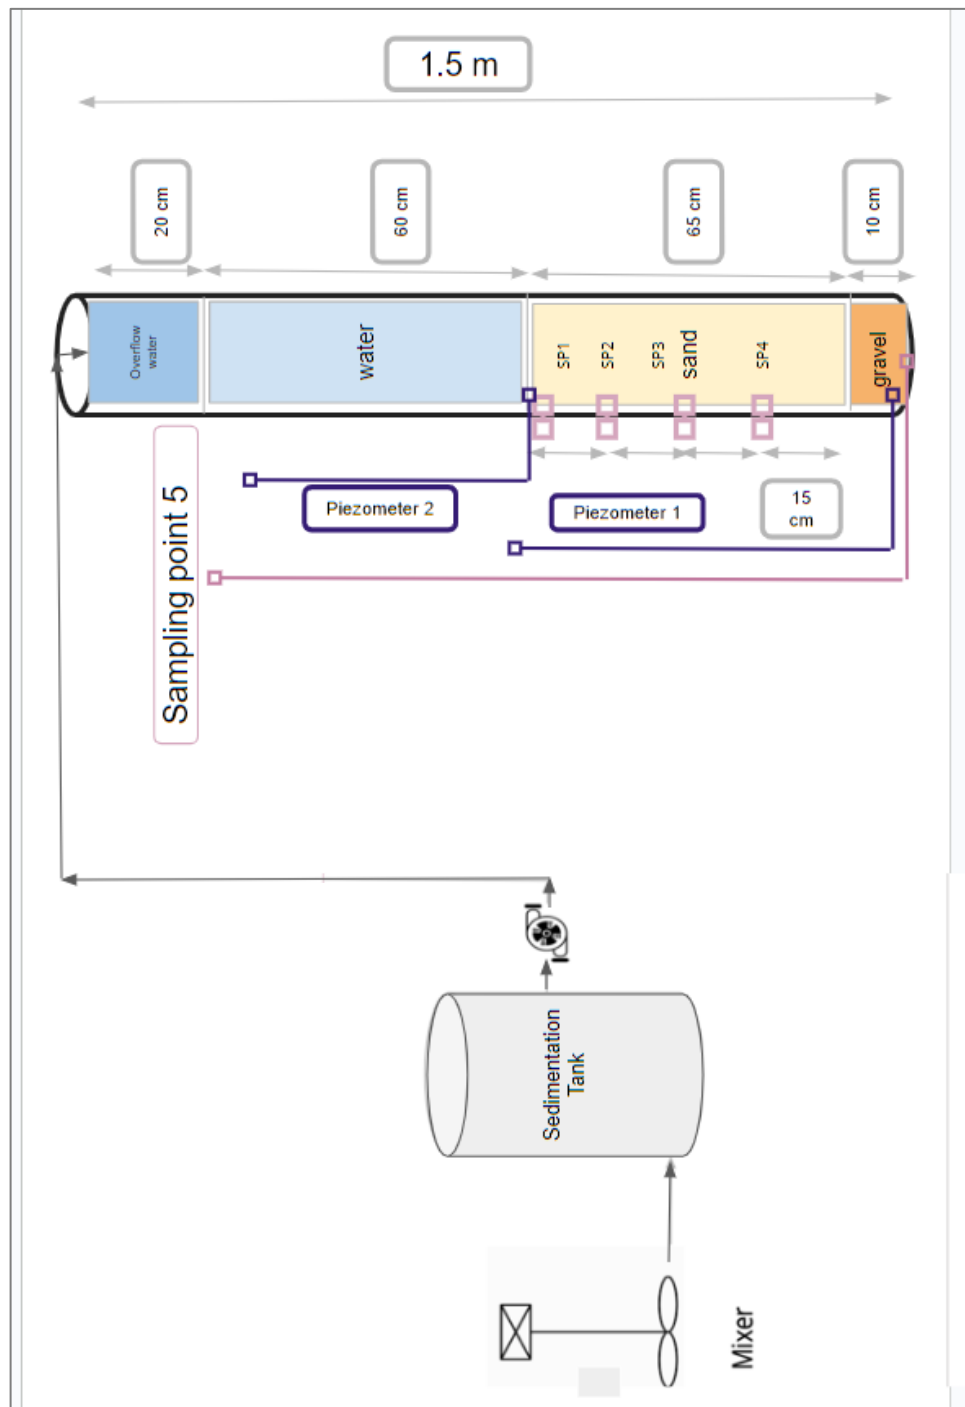 1.5 m
20 cm
60 cm
65 cm
10 cm
Overflow
water
water
SP1
SP2
SP3
sand
SP4
gravel
Piezometer 2
Piezometer 1
15
cm
Sampling point 5
Sedimentation
Tank
Mixer